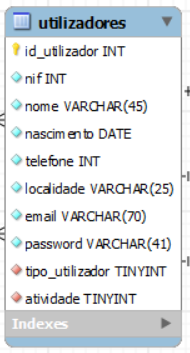 utilizadores
id_utilizador INT
nif INT
nome VARCHAR(45)
nascimento DATE
telefone INT
localidade VARCHAR(25)
email VARCHAR(70)
password VARCHAR(41)
tipo_utilizador TINYINT
atividade TINYINT
Indexes